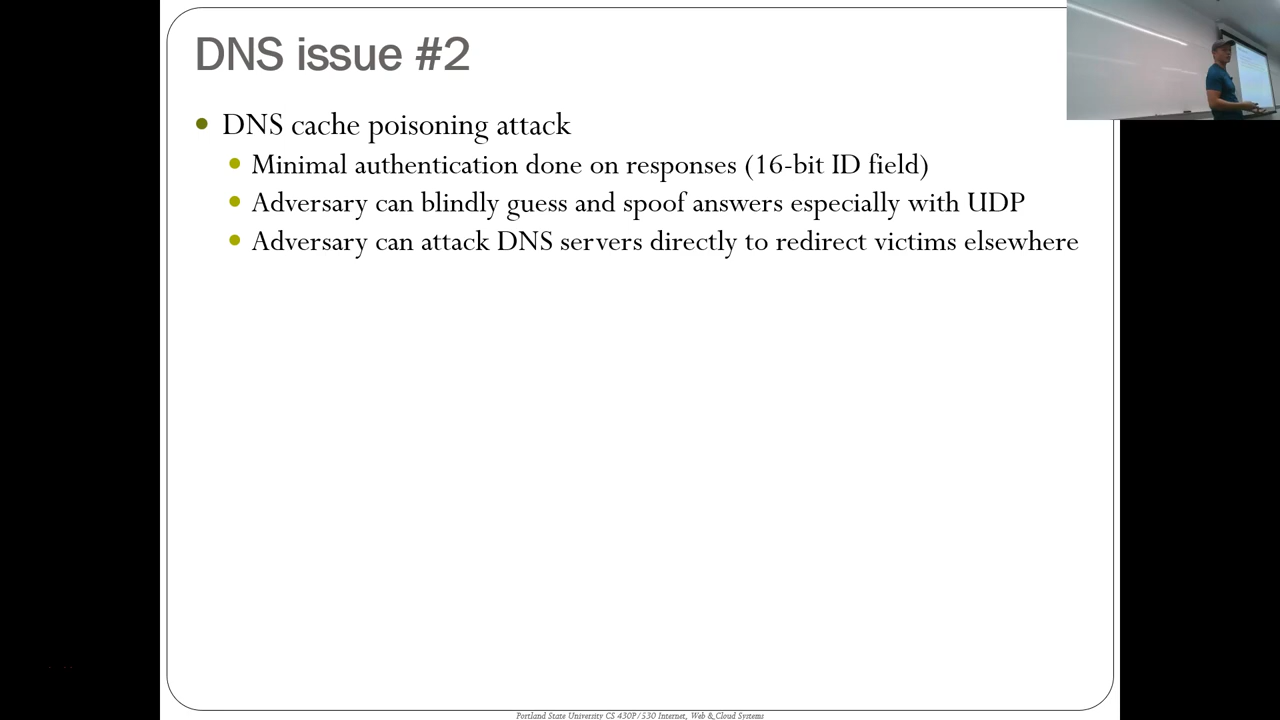 DNS issue #2
DNS cache poisoning attack
Minimal authentication done on responses (16-bit ID field)
Adversary can blindly guess and spoof answers especially with UDP
Adversary can attack DNS servers directly to redirect victims elsewhere
Portland State University CS 430P/530 Internet, Web & Cloud Systems